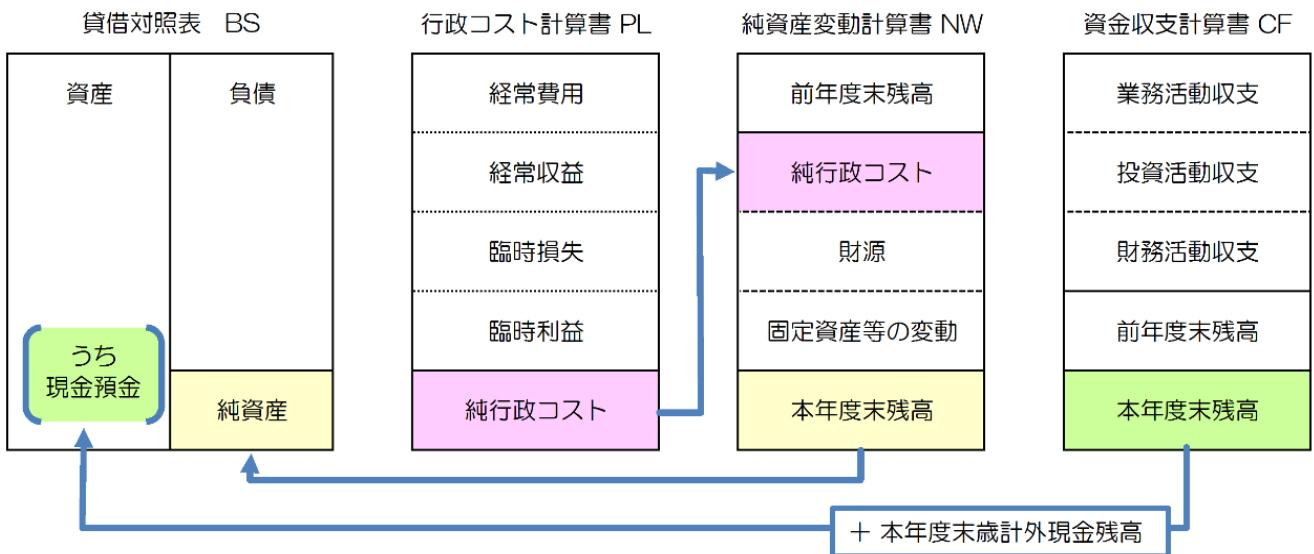 貸借対照表 BS
資産
負債
うち
現金預金
純資産
行政コスト計算書 PL
経常費用
経常収益
臨時損失
臨時利益
純行政コスト
純資産変動計算書 NW
前年度末残高
純行政コスト
財源
固定資産等の変動
本年度末残高
資金収支計算書 CF
業務活動収支
投資活動収支
財務活動収支
前年度末残高
本年度末残高
＋ 本年度末歳計外現金残高